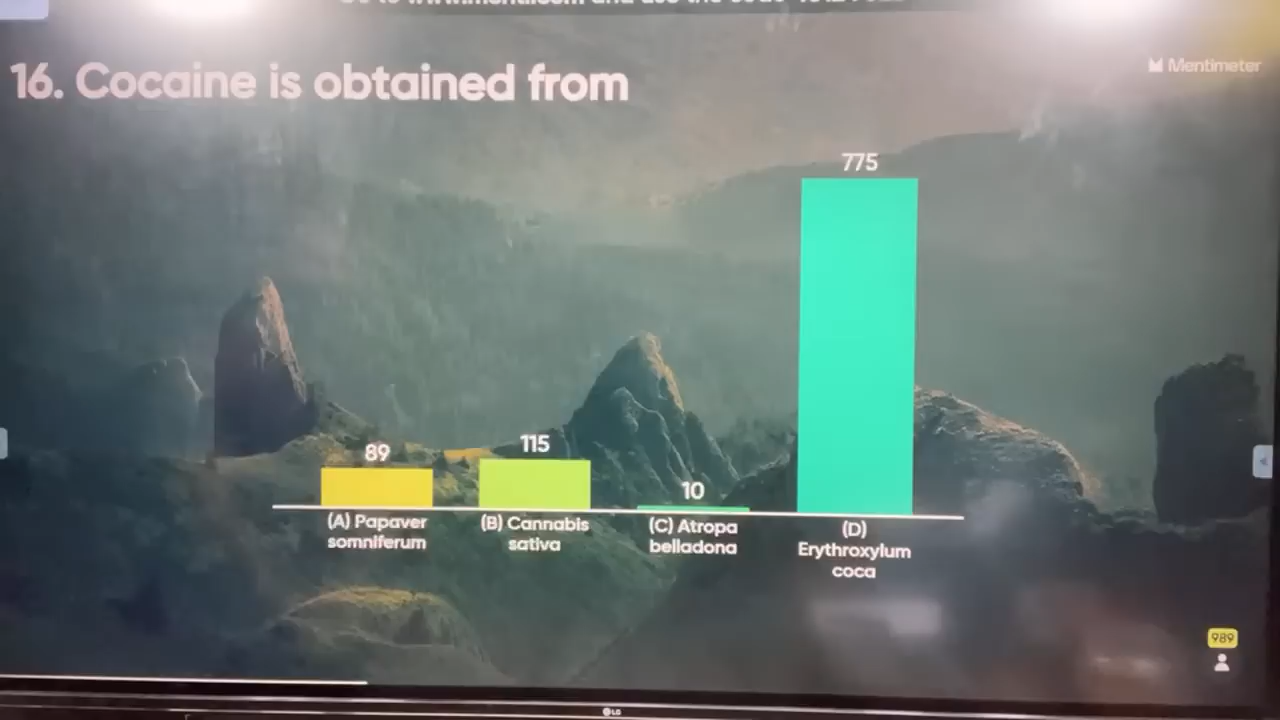 16. Cocaine is obtained from
Mentimeter
775
89
115
10
(A) Papaver
somniferum
(B) Cannabis
sativa
(C) Atropa
belladona
(D)
Erythroxylum
coca
989
LG